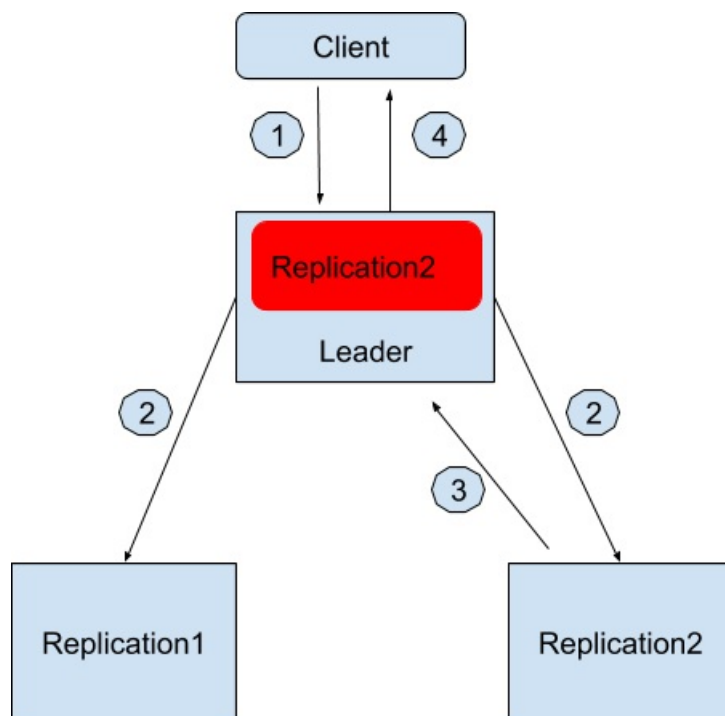 Client
1
4
Replication2
Leader
2
2
3
Replication1
Replication2